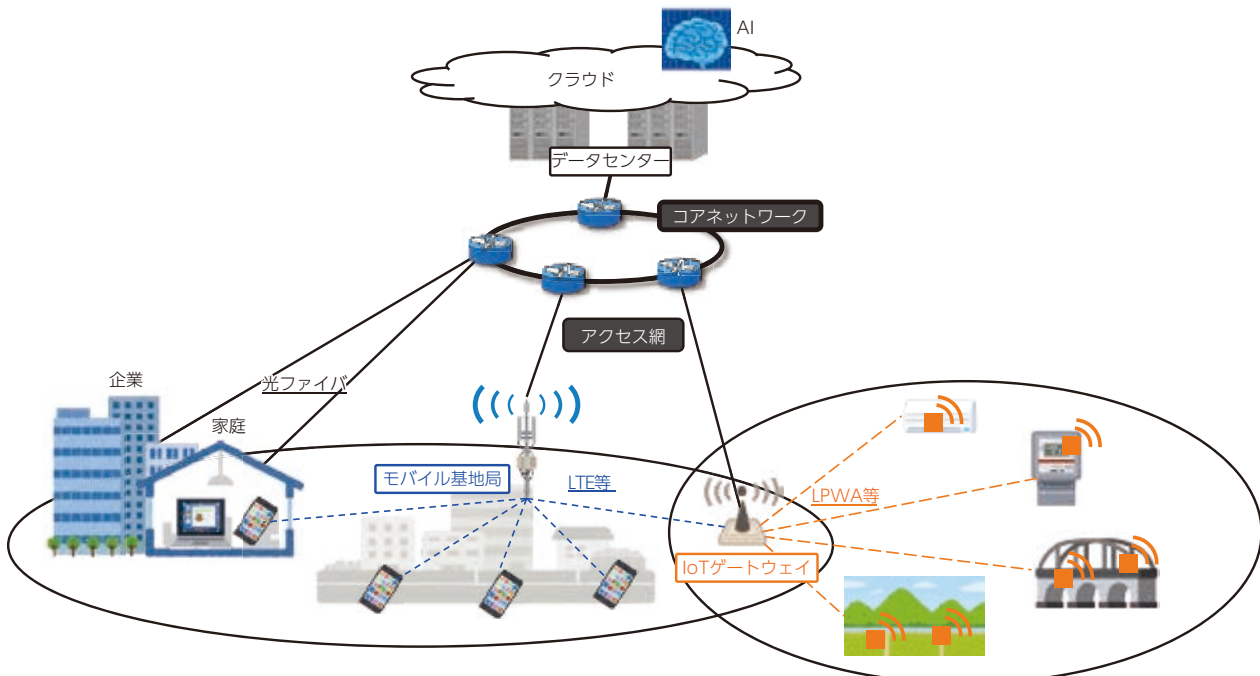 AI
クラウド
データセンター
コアネットワーク
アクセス網
企業
光ファイバ
家庭
モバイル基地局
LTE等
LPWA等
IoTゲートウェイ